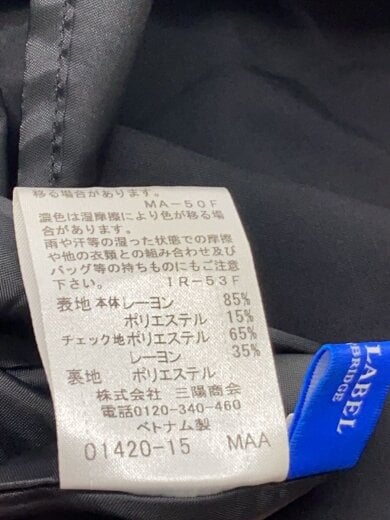 移る場合があります。
MA-50F
濃色は湿摩擦により色が移る場
合があります。
雨や汗等の湿った状態での摩擦
や他の衣類との組み合わせ及び
バッグ等の持ちものにもご注意
下さい。 IR-53F
表地 本体 レーヨン 85%
ポリエステル 15%
チェック地 ポリエステル 65%
レーヨン 35%
裏地 ポリエステル
株式会社 三陽商会
電話0120-340-460
ベトナム製
01420-15 MAA
LABEL
BRIDGE